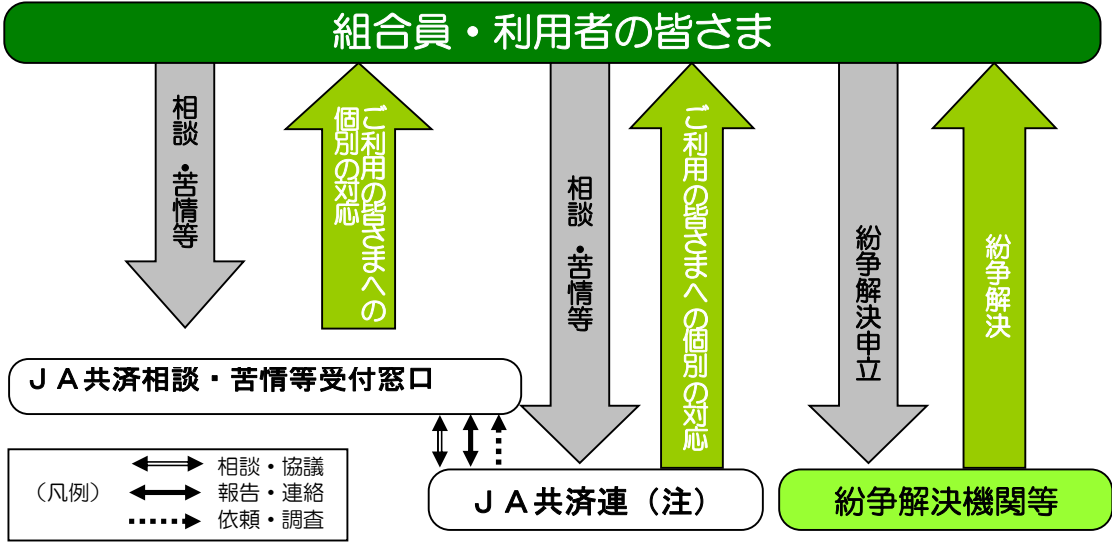 組合員・利用者の皆さま
相談・苦情等
ご利用の皆さまへの
個別の対応
相談・苦情等
ご利用の皆さまへの個別の対応
紛争解決申立
紛争解決
ＪＡ共済相談・苦情等受付窓口
ＪＡ共済連（注）
紛争解決機関等
（凡例）
相談・協議
報告・連絡
依頼・調査